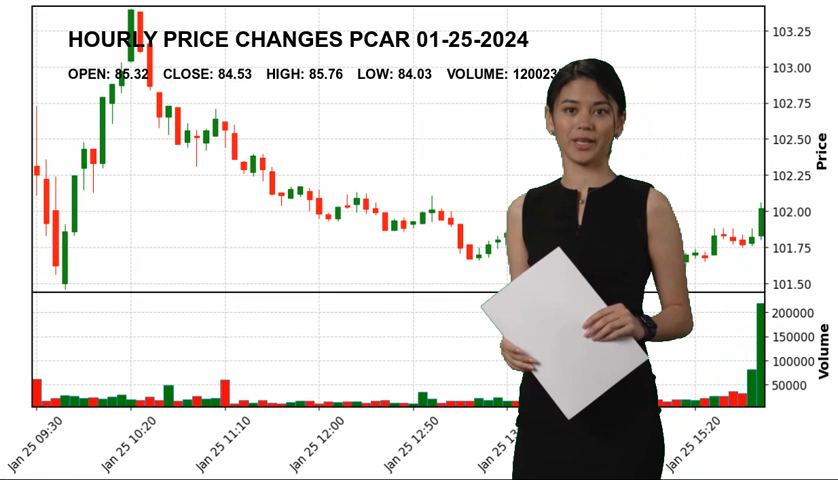 HOURLY PRICE CHANGES PCAR 01-25-2024
OPEN: 85.32 CLOSE: 84.53 HIGH: 85.76 LOW: 84.03 VOLUME: 120023
103.25
103.00
102.75
102.50
102.25
102.00
101.75
101.50
Price
200000
150000
100000
50000
Volume
Jan 25 09:30
Jan 25 10:20
Jan 25 11:10
Jan 25 12:00
Jan 25 12:50
Jan 25
Jan 25 15:20